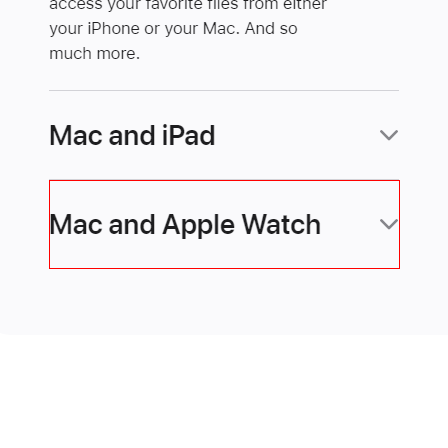 access your favorite files from either
your iPhone or your Mac. And so
much more.
Mac and iPad
Mac and Apple Watch